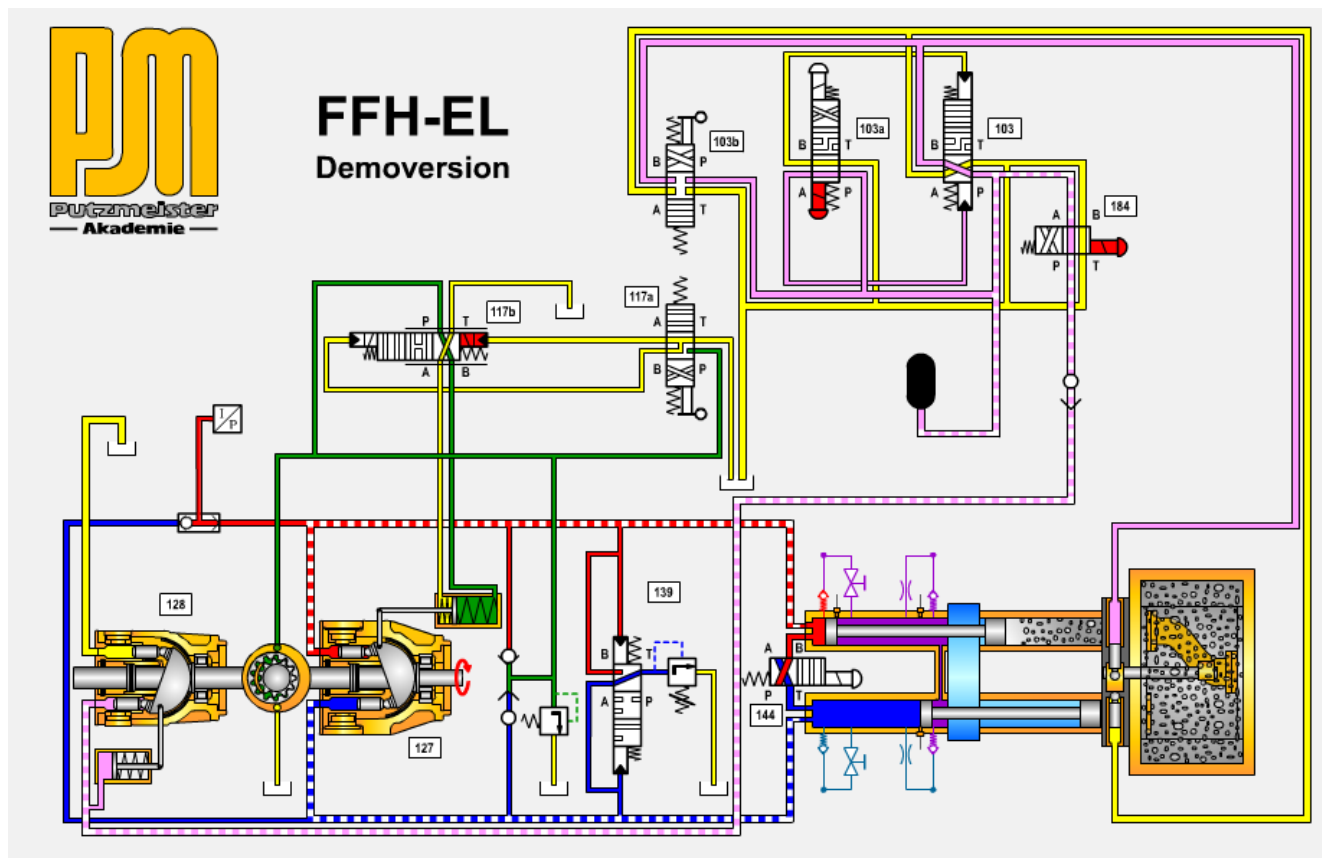 PM
Putzmeister
Akademie
FFH-EL
Demoversion
103b
B P
A T
103a
B T
A P
103
B T
A P
184
A B
P T
117a
A T
B P
117b
P T
A B
I/P
128
127
139
B T
A P
A B
P T
144